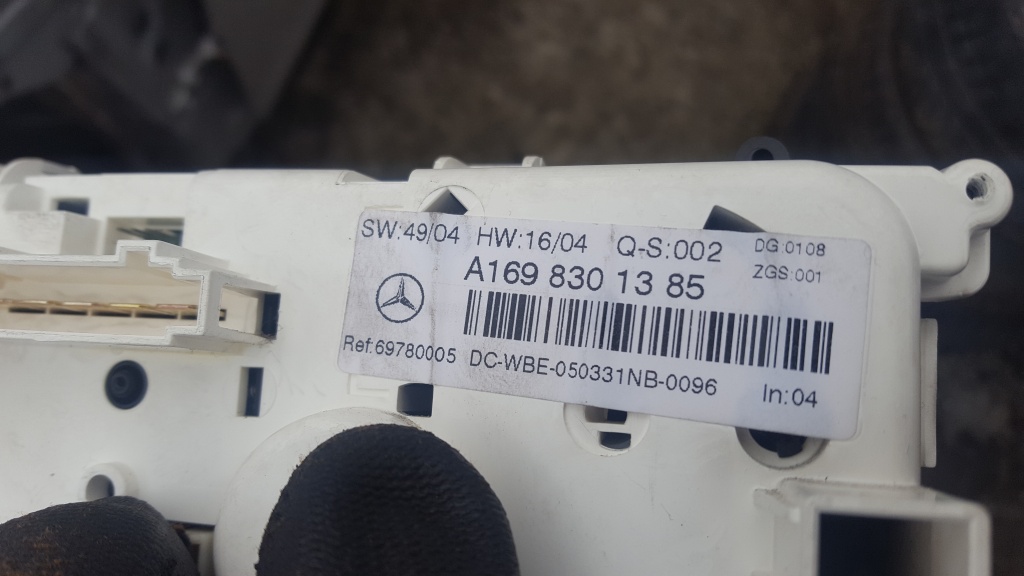 SW:49/04 HW:16/04 Q-S:002 DG:0108
ZGS:001
A169 830 13 85
Ref:69780005 DC-WBE-050331NB-0096 In:04